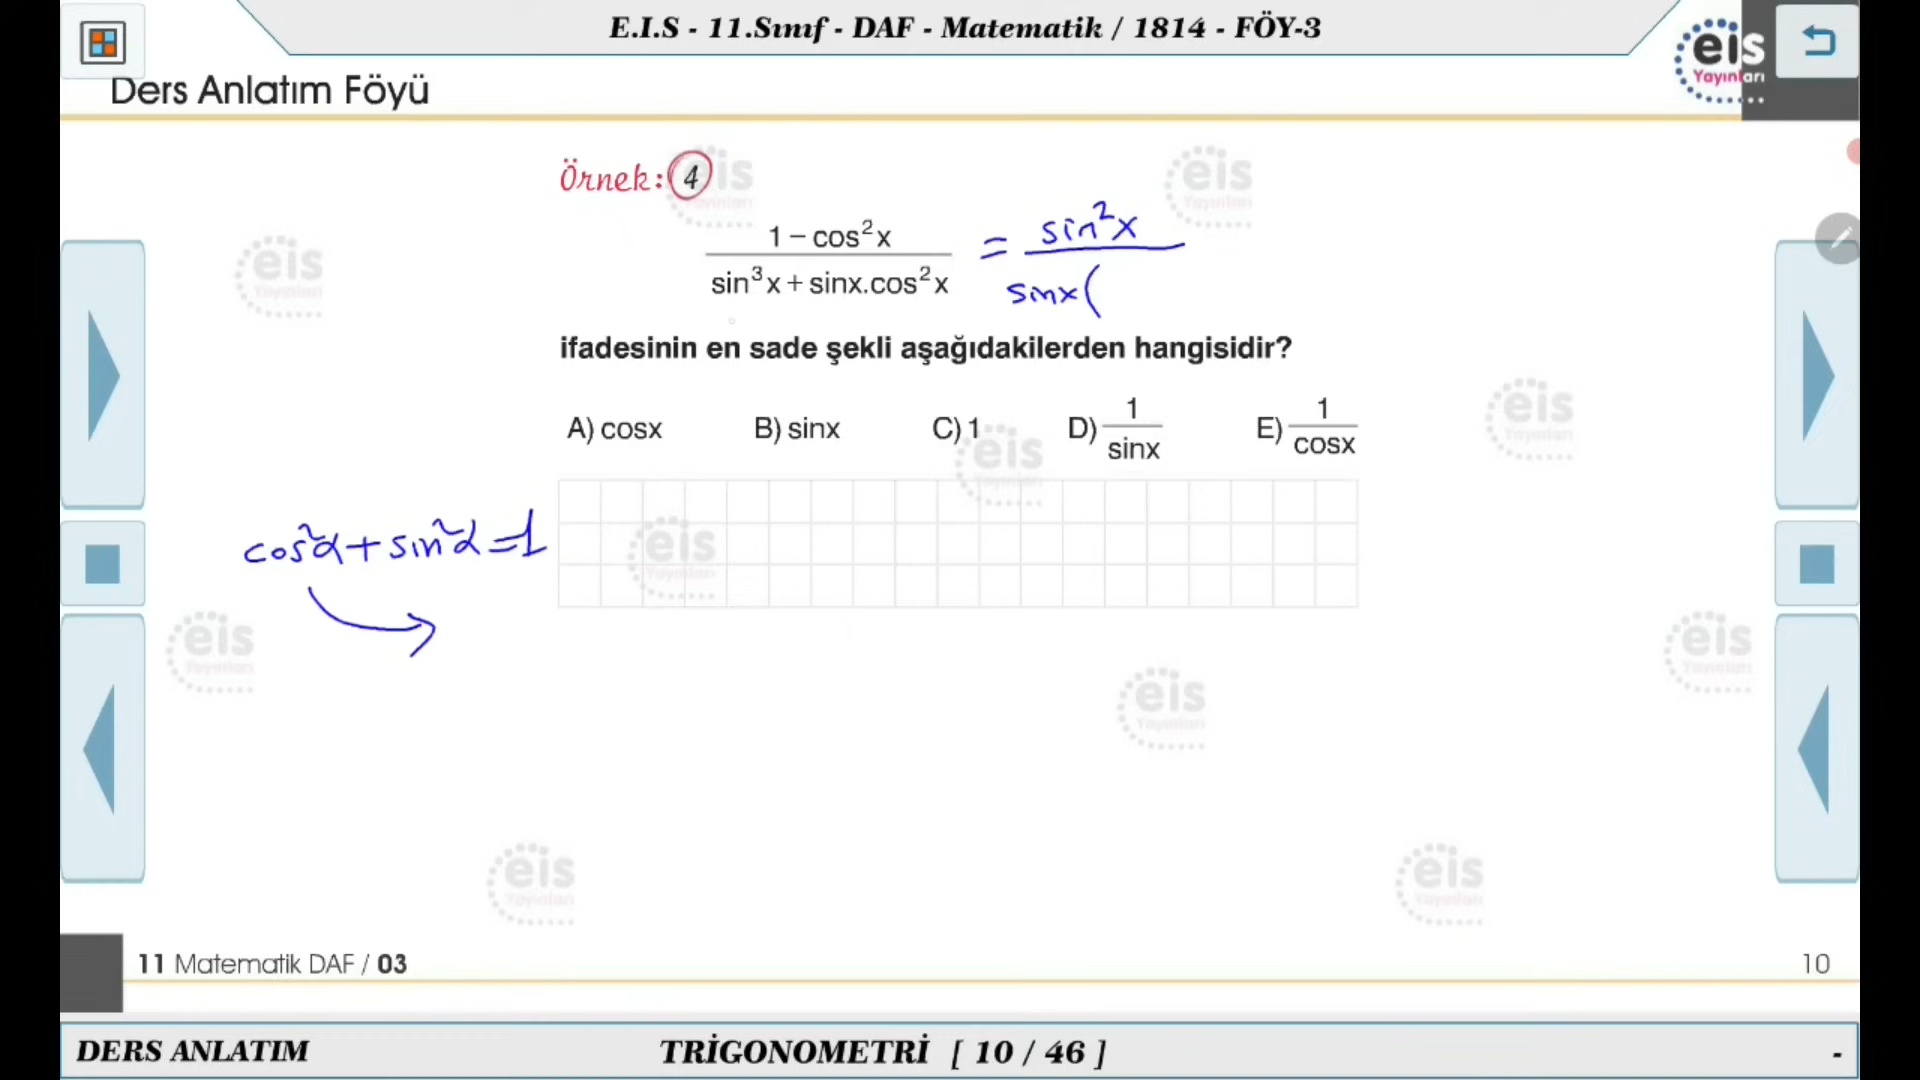 E.I.S - 11.Sınıf - DAF - Matematik / 1814 - FÖY-3
eis
Yayınları
Ders Anlatım Föyü
Örnek: 4
1 – cos²x
sin³x + sinx.cos²x
= sin²x
sinx(
ifadesinin en sade şekli aşağıdakilerden hangisidir?
A) cosx B) sinx C) 1 D) 1/sinx E) 1/cosx
cos²α + sin²α = 1
11 Matematik DAF / 03
10
DERS ANLATIM
TRİGONOMETRİ [ 10 / 46 ]
-